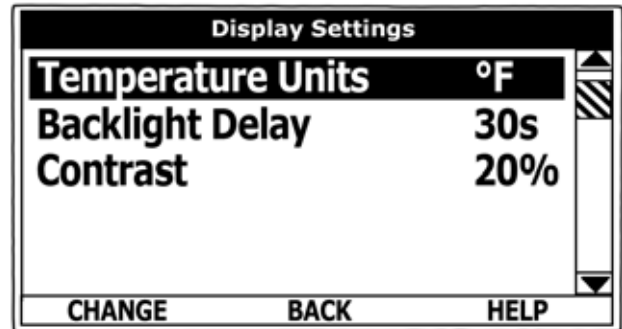 Display Settings
Temperature Units °F
Backlight Delay 30s
Contrast 20%
CHANGE BACK HELP